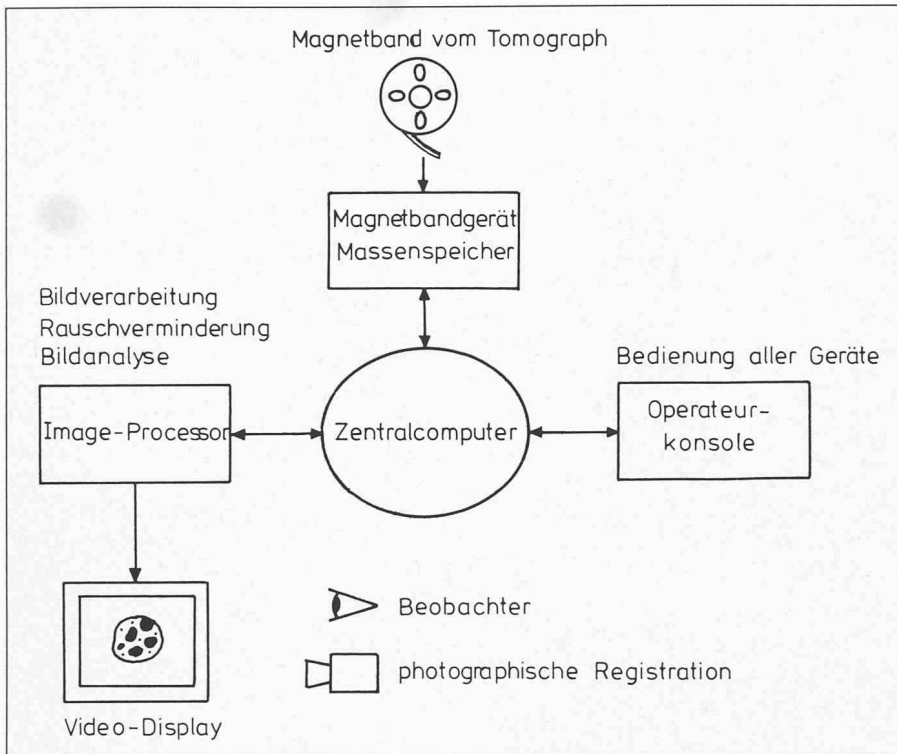 Magnetband vom Tomograph
Magnetbandgerät
Massenspeicher
Bildverarbeitung
Rauschverminderung
Bildanalyse
Bedienung aller Geräte
Image-Processor
Zentralcomputer
Operateur-
konsole
Beobachter
photographische Registration
Video-Display